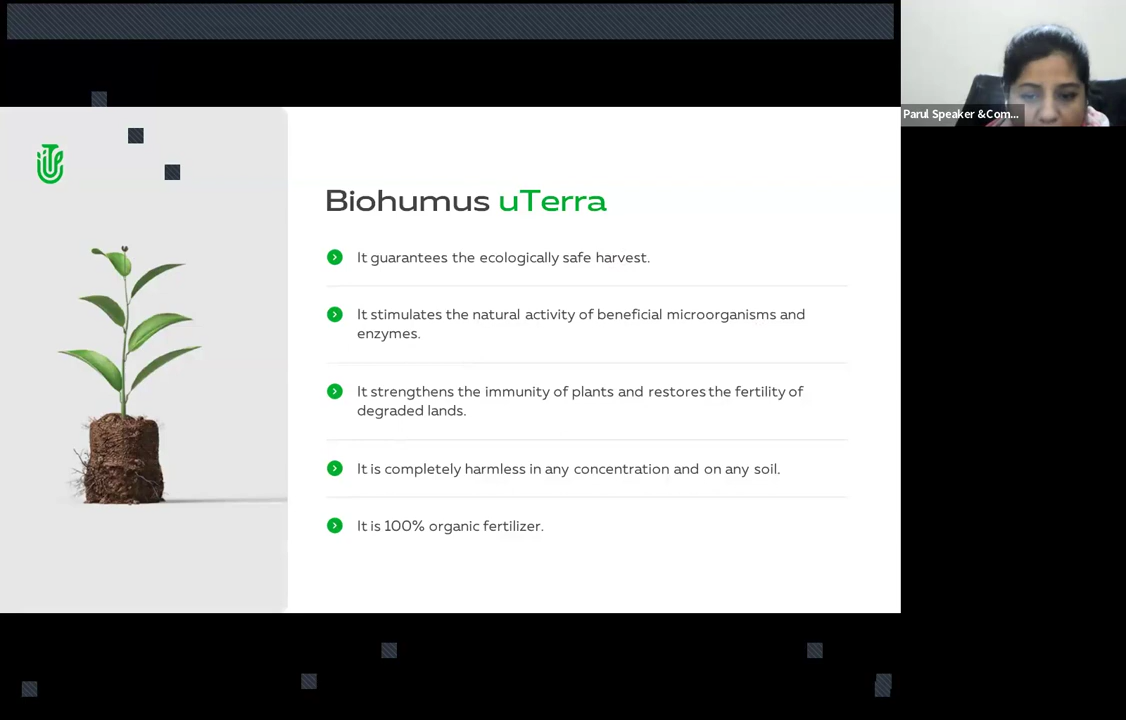 Parul Speaker &Com...
Biohumus uTerra
It guarantees the ecologically safe harvest.
It stimulates the natural activity of beneficial microorganisms and
enzymes.
It strengthens the immunity of plants and restores the fertility of
degraded lands.
It is completely harmless in any concentration and on any soil.
It is 100% organic fertilizer.